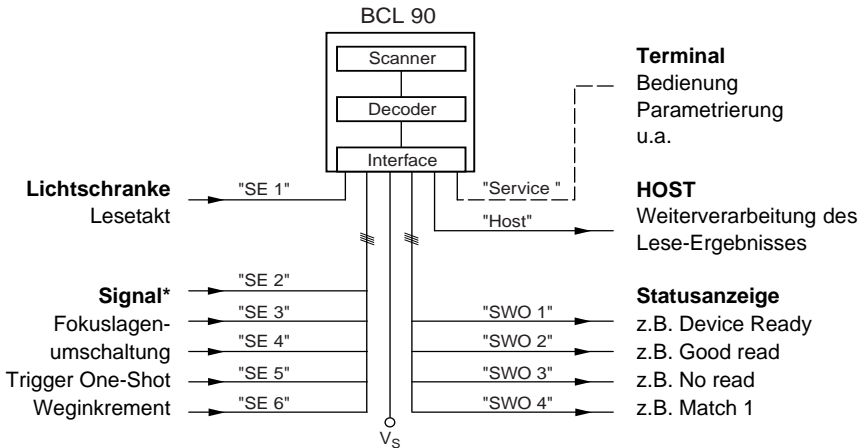 BCL 90
Scanner
Decoder
Interface
Terminal
Bedienung
Parametrierung
u.a.
Lichtschranke
Lesetakt
"SE 1"
"Service "
"Host"
HOST
Weiterverarbeitung des
Lese-Ergebnisses
Signal*
Fokuslagen-
umschaltung
Trigger One-Shot
Weginkrement
"SE 2"
"SE 3"
"SE 4"
"SE 5"
"SE 6"
VS
"SWO 1"
"SWO 2"
"SWO 3"
"SWO 4"
Statusanzeige
z.B. Device Ready
z.B. Good read
z.B. No read
z.B. Match 1